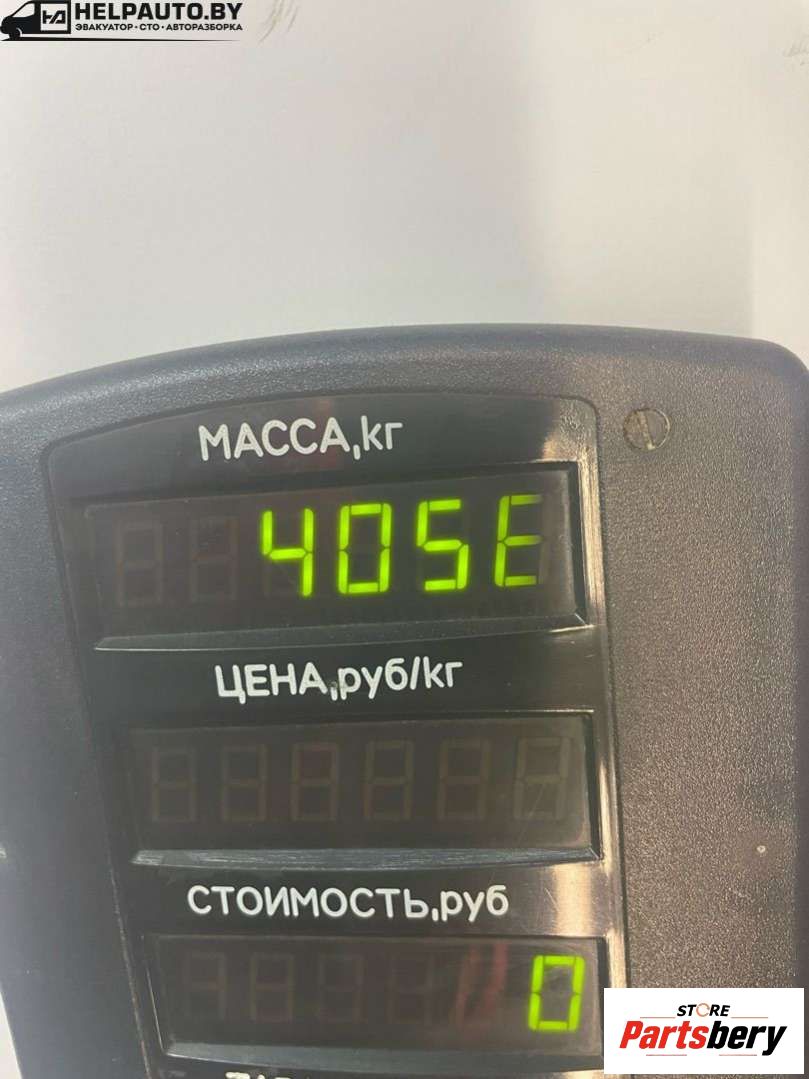 HELPAUTO.BY
ЭВАКУАТОР • СТО • АВТОРАЗБОРКА
МАССА,кг
405E
ЦЕНА,руб/кг
СТОИМОСТЬ,руб
0
STORE
Partsbery